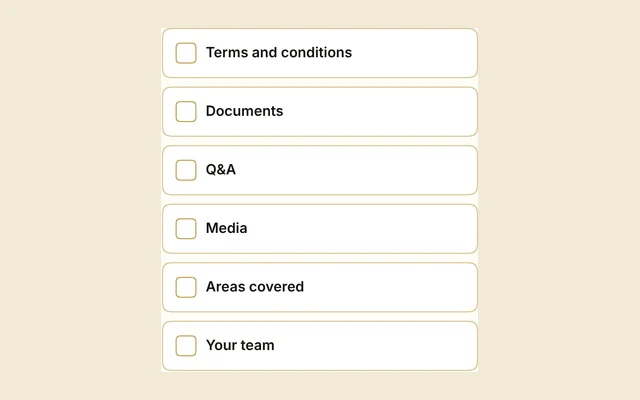 Terms and conditions
Documents
Q&A
Media
Areas covered
Your team